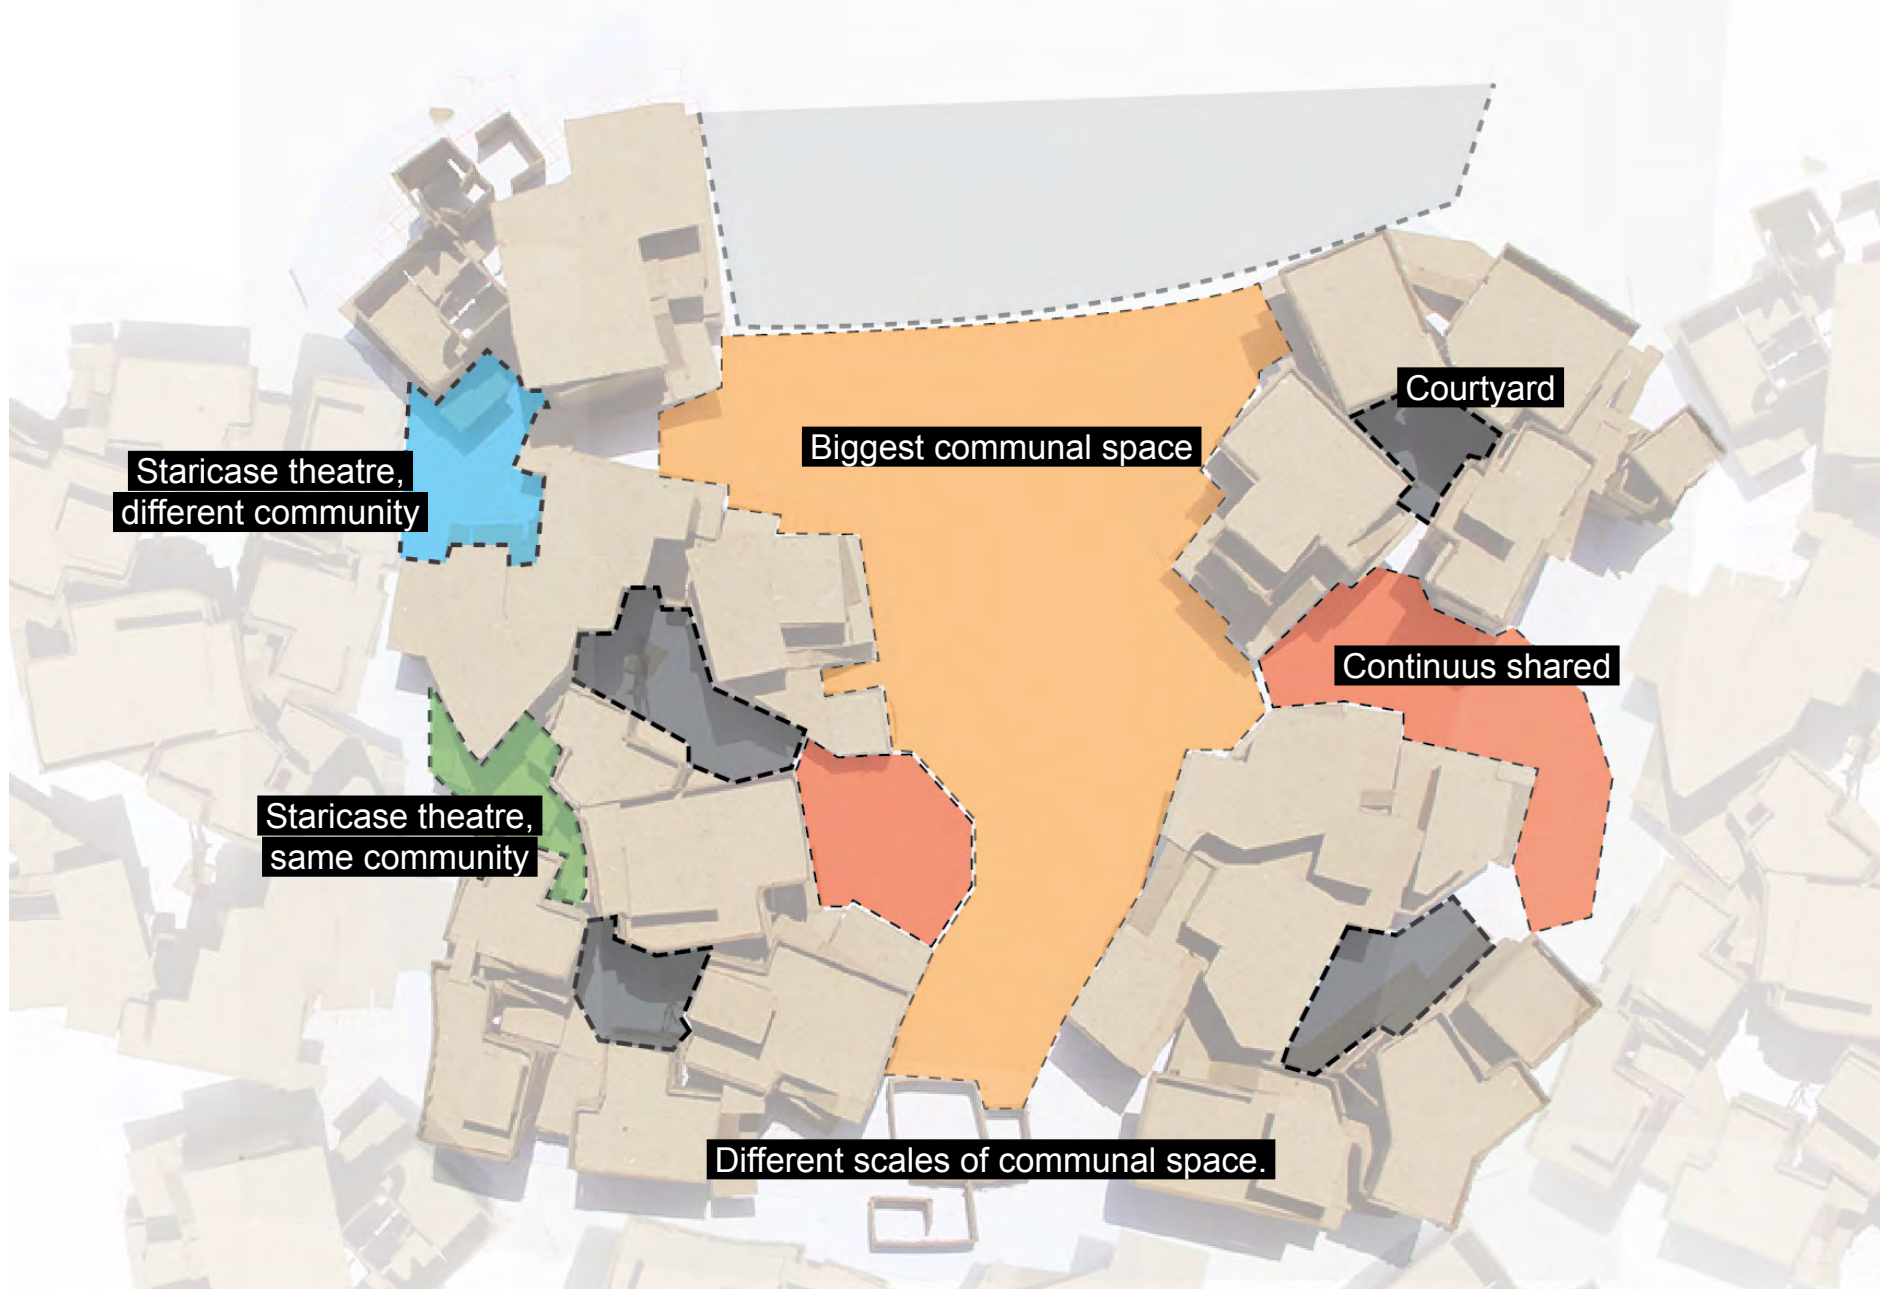 Courtyard
Biggest communal space
Staricase theatre,
different community
Continuus shared
Staricase theatre,
same community
Different scales of communal space.